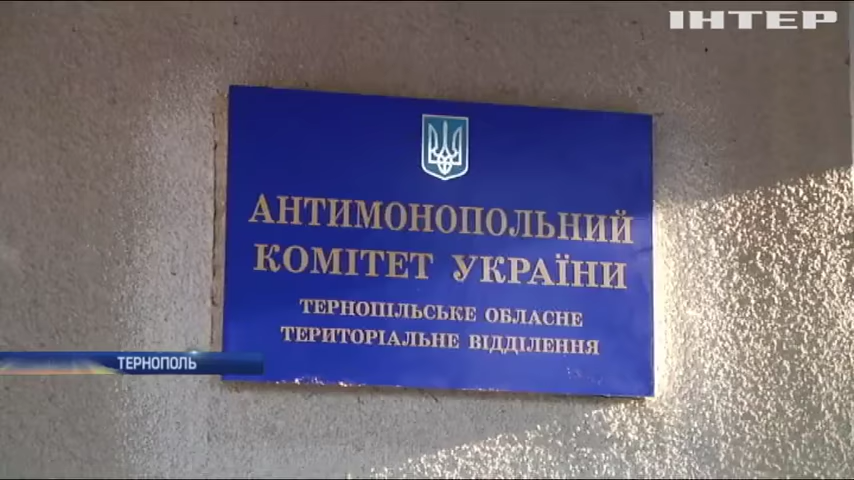 ІНТЕР
АНТИМОНОПОЛЬНИЙ
КОМІТЕТ УКРАЇНИ
ТЕРНОПІЛЬСЬКЕ ОБЛАСНЕ
ТЕРИТОРІАЛЬНЕ ВІДДІЛЕННЯ
ТЕРНОПОЛЬ